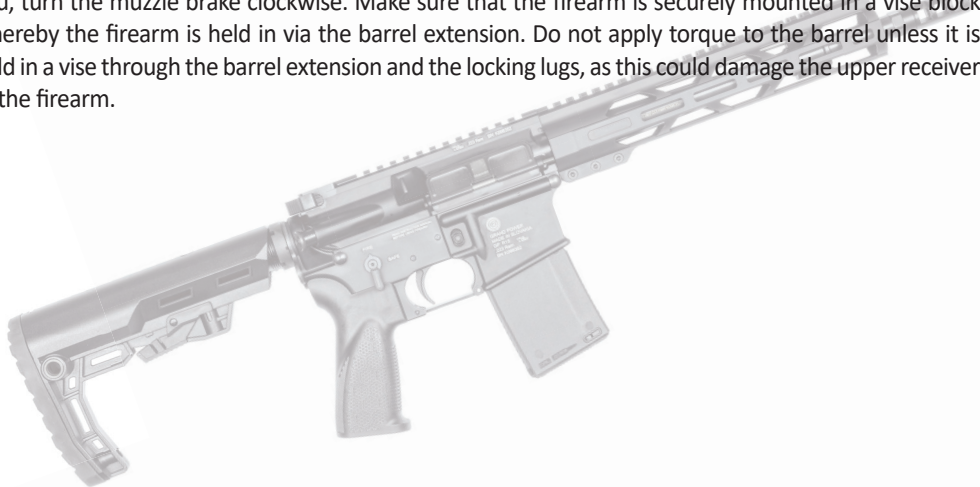 turn the muzzle brake clockwise. Make sure that the firearm is securely mounted in a vise block
the firearm is held in via the barrel extension. Do not apply torque to the barrel unless it is
in a vise through the barrel extension and the locking lugs, as this could damage the upper receiver
the firearm.